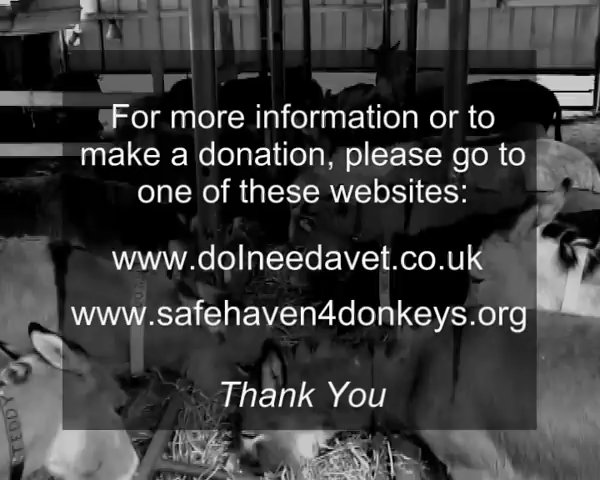 For more information or to
make a donation, please go to
one of these websites:
www.doIneedavet.co.uk
www.safehaven4donkeys.org
Thank You
TEDDY